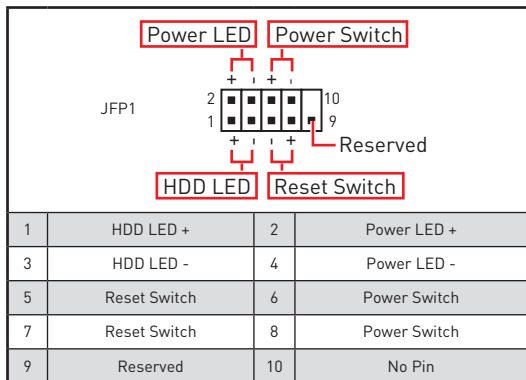 Power LED Power Switch
+ - + -
JFP1
2 10
1 9
+ - - +
Reserved
HDD LED Reset Switch
1 HDD LED + 2 Power LED +
3 HDD LED - 4 Power LED -
5 Reset Switch 6 Power Switch
7 Reset Switch 8 Power Switch
9 Reserved 10 No Pin